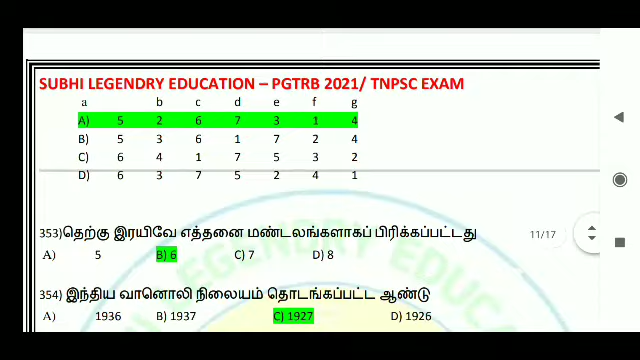 SUBHI LEGENDRY EDUCATION – PGTRB 2021/ TNPSC EXAM
a b c d e f g
A) 5 2 6 7 3 1 4
B) 5 3 6 1 7 2 4
C) 6 4 1 7 5 3 2
D) 6 3 7 5 2 4 1
353)தெற்கு இரயிவே எத்தனை மண்டலங்களாகப் பிரிக்கப்பட்டது
11/17
A) 5 B) 6 C) 7 D) 8
354) இந்திய வானொலி நிலையம் தொடங்கப்பட்ட ஆண்டு
A) 1936 B) 1937 C) 1927 D) 1926